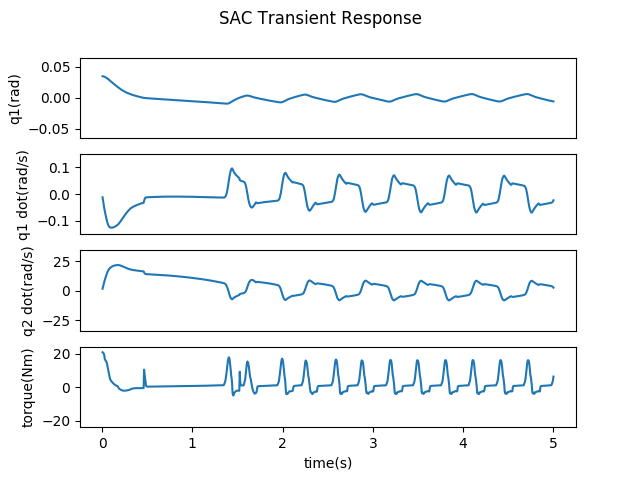 SAC Transient Response
q1(rad)
0.05
0.00
−0.05
q1 dot(rad/s)
0.1
0.0
−0.1
q2 dot(rad/s)
25
0
−25
torque(Nm)
20
0
−20
0 1 2 3 4 5
time(s)